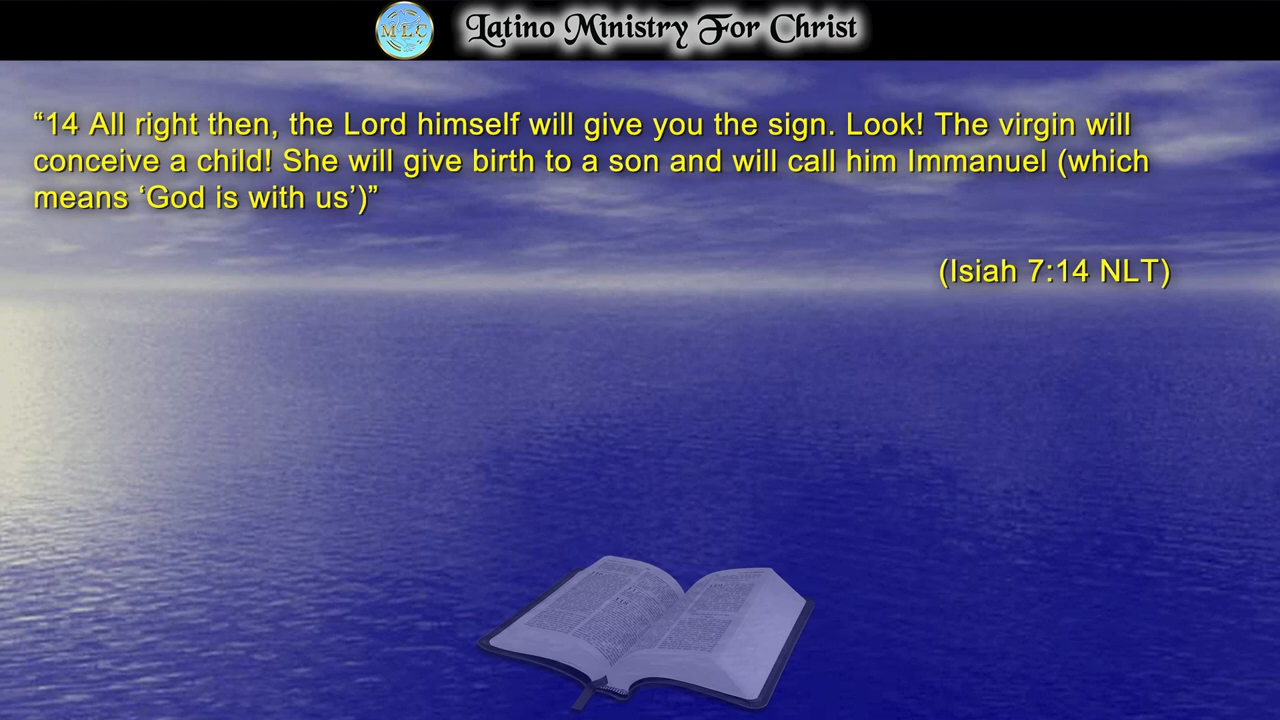 MLC
Latino Ministry For Christ
“14 All right then, the Lord himself will give you the sign. Look! The virgin will
conceive a child! She will give birth to a son and will call him Immanuel (which
means ‘God is with us’)”
(Isiah 7:14 NLT)